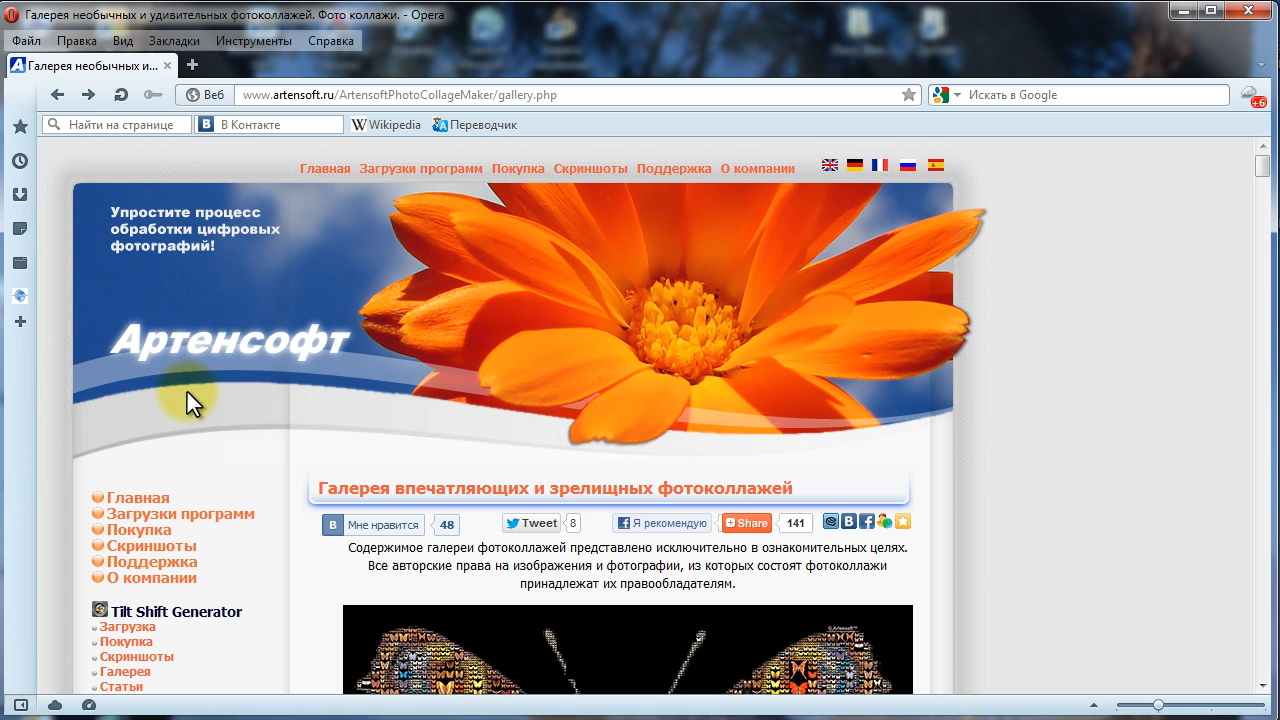 Галерея необычных и удивительных фотоколлажей. Фото коллажи. - Opera
Файл Правка Вид Закладки Инструменты Справка
Галерея необычных и...
Веб www.artensoft.ru/ArtensoftPhotoCollageMaker/gallery.php Искать в Google
+6
Найти на странице В Контакте Wikipedia Переводчик
Главная Загрузки программ Покупка Скриншоты Поддержка О компании
Упростите процесс
обработки цифровых
фотографий!
Артенсофт
Главная
Загрузки программ
Покупка
Скриншоты
Поддержка
О компании
Tilt Shift Generator
Загрузка
Покупка
Скриншоты
Галерея
Статьи
Галерея впечатляющих и зрелищных фотоколлажей
Мне нравится 48 Tweet 8 Я рекомендую Share 141
Содержимое галереи фотоколлажей представлено исключительно в ознакомительных целях.
Все авторские права на изображения и фотографии, из которых состоят фотоколлажи
принадлежат их правообладателям.
©Artensoft™